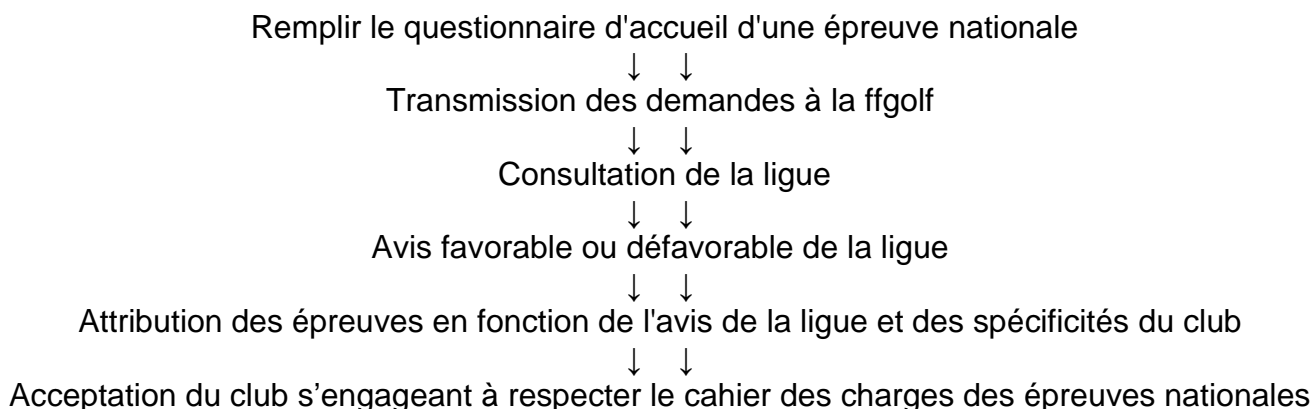 Remplir le questionnaire d'accueil d'une épreuve nationale
↓ ↓
Transmission des demandes à la ffgolf
↓ ↓
Consultation de la ligue
↓ ↓
Avis favorable ou défavorable de la ligue
↓ ↓
Attribution des épreuves en fonction de l'avis de la ligue et des spécificités du club
↓ ↓
Acceptation du club s’engageant à respecter le cahier des charges des épreuves nationales